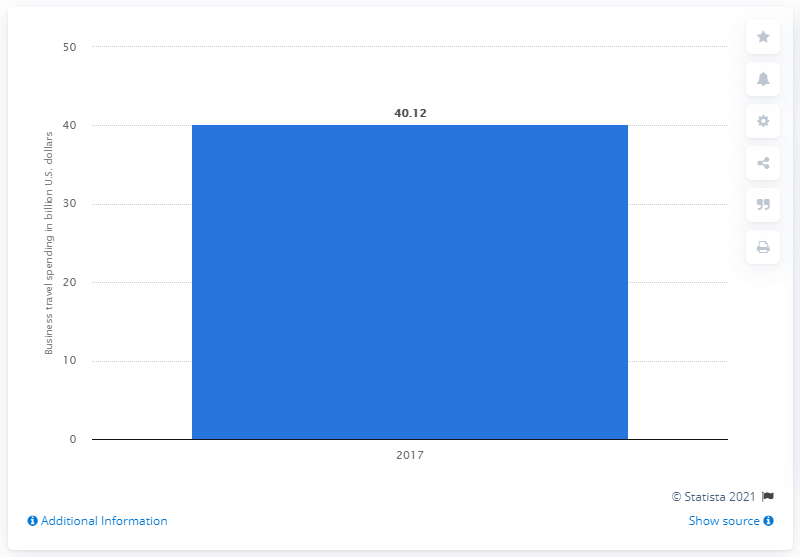 50
40
30
20
10
0
Business travel spending in billion U.S. dollars
40.12
2017
© Statista 2021
Additional Information
Show source